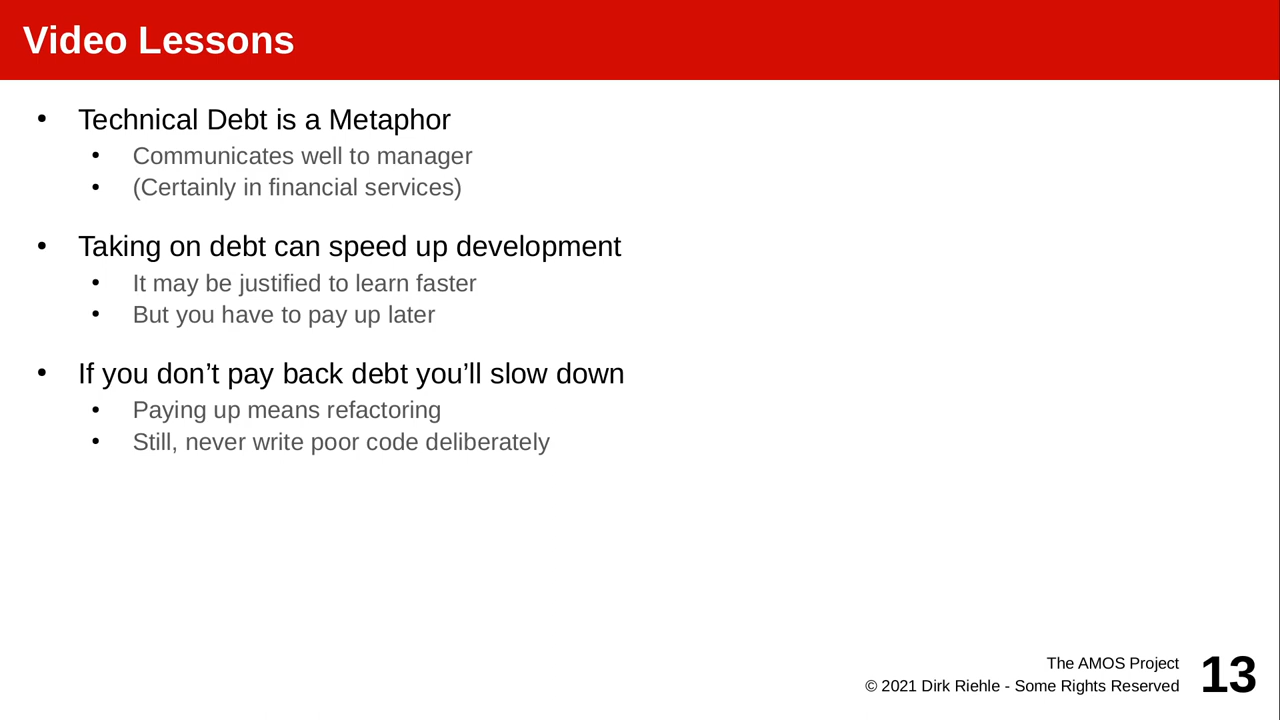 Video Lessons
• Technical Debt is a Metaphor
• Communicates well to manager
• (Certainly in financial services)
• Taking on debt can speed up development
• It may be justified to learn faster
• But you have to pay up later
• If you don’t pay back debt you’ll slow down
• Paying up means refactoring
• Still, never write poor code deliberately
The AMOS Project
© 2021 Dirk Riehle - Some Rights Reserved
13